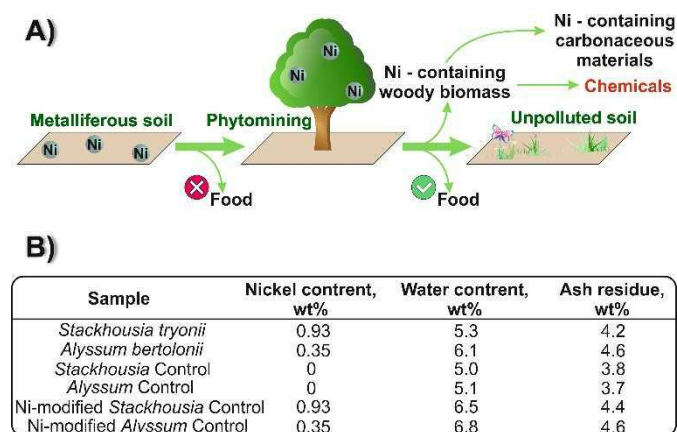 A)
Ni - containing
carbonaceous
materials
Ni - containing
woody biomass
Chemicals
Ni
Ni
Ni
Metalliferous soil
Phytomining
Unpolluted soil
Ni
Ni
Ni
Food
Food
B)
Sample Nickel contrent, wt% Water contrent, wt% Ash residue, wt%
Stackhousia tryonii 0.93 5.3 4.2
Alyssum bertolonii 0.35 6.1 4.6
Stackhousia Control 0 5.0 3.8
Alyssum Control 0 5.1 3.7
Ni-modified Stackhousia Control 0.93 6.5 4.4
Ni-modified Alyssum Control 0.35 6.8 4.6